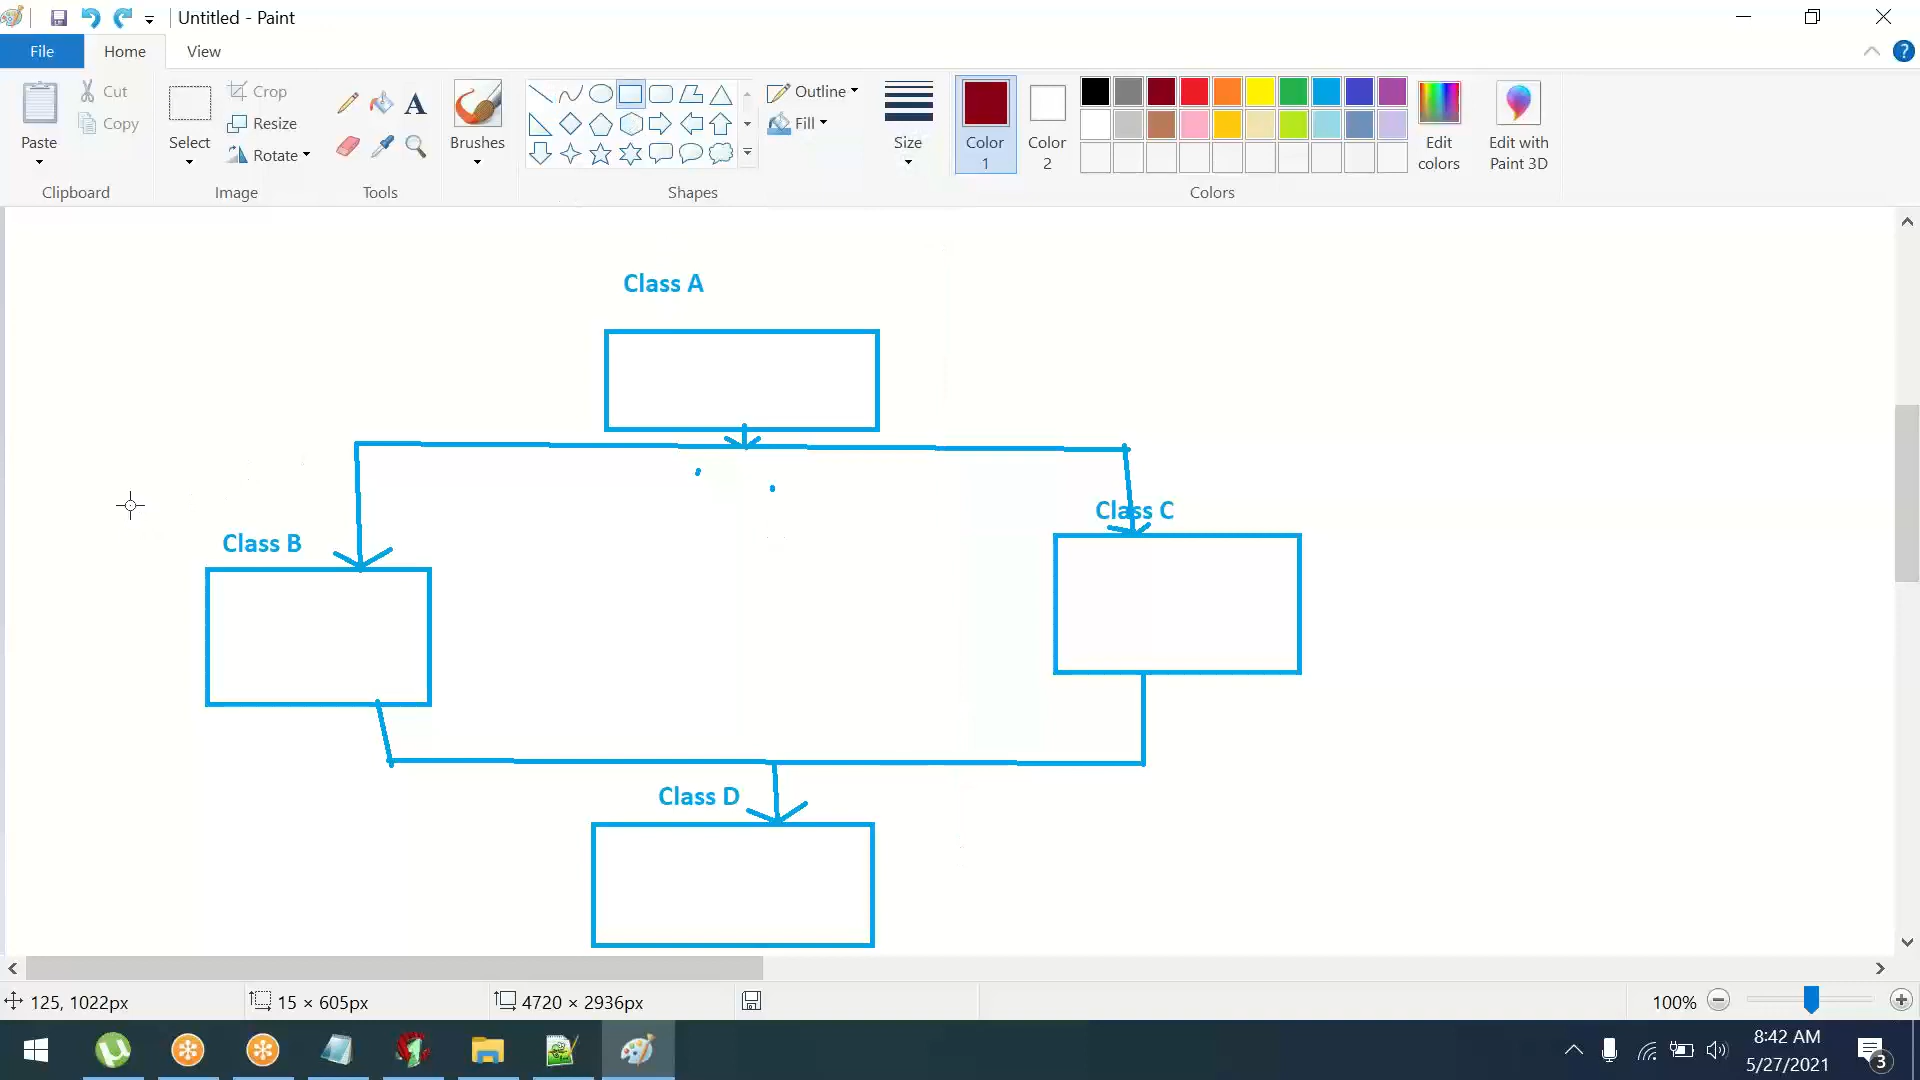 Untitled - Paint
File Home View
Paste
Cut
Copy
Clipboard
Select
Crop
Resize
Rotate
Image
A
Tools
Brushes
Outline
Fill
Shapes
Size
Color 1
Color 2
Edit colors
Edit with Paint 3D
Colors
?
Class A
Class B
Class C
Class D
125, 1022px
15 × 605px
4720 × 2936px
100%
8:42 AM
5/27/2021
3